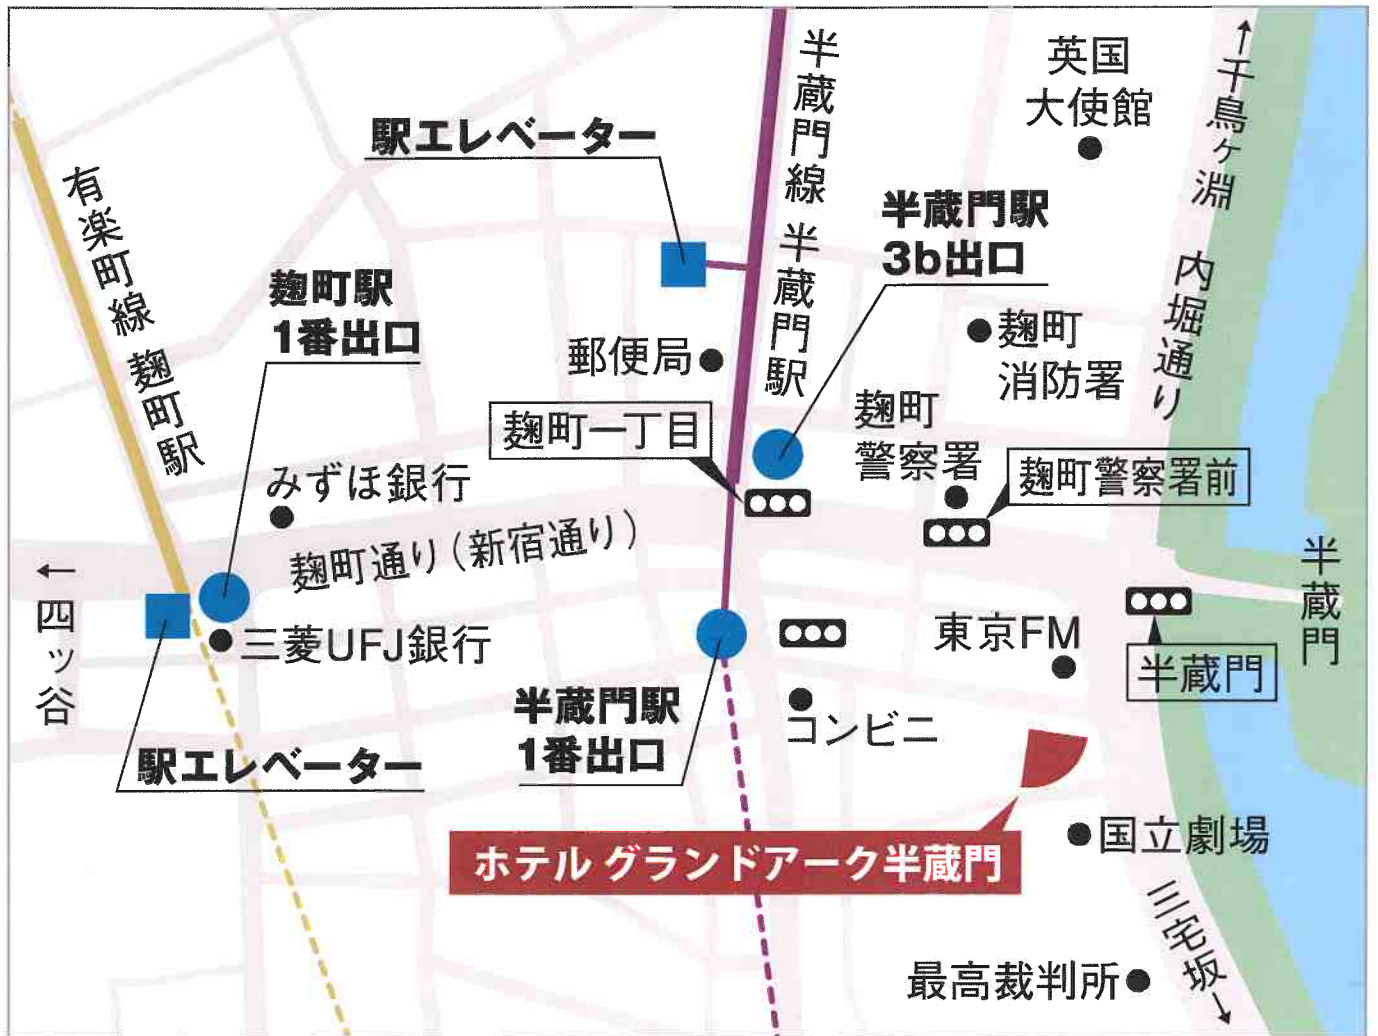 英国
大使館
↑千鳥ヶ淵
内堀通り
半蔵門線 半蔵門駅
駅エレベーター
半蔵門駅
3b出口
有楽町線 麹町駅
麹町駅
1番出口
郵便局
麹町
消防署
麹町一丁目
麹町
警察署
麹町警察署前
みずほ銀行
麹町通り(新宿通り)
←四ッ谷
三菱UFJ銀行
東京FM
半蔵門
半蔵門
半蔵門駅
1番出口
コンビニ
駅エレベーター
ホテル グランドアーク半蔵門
国立劇場
三宅坂→
最高裁判所